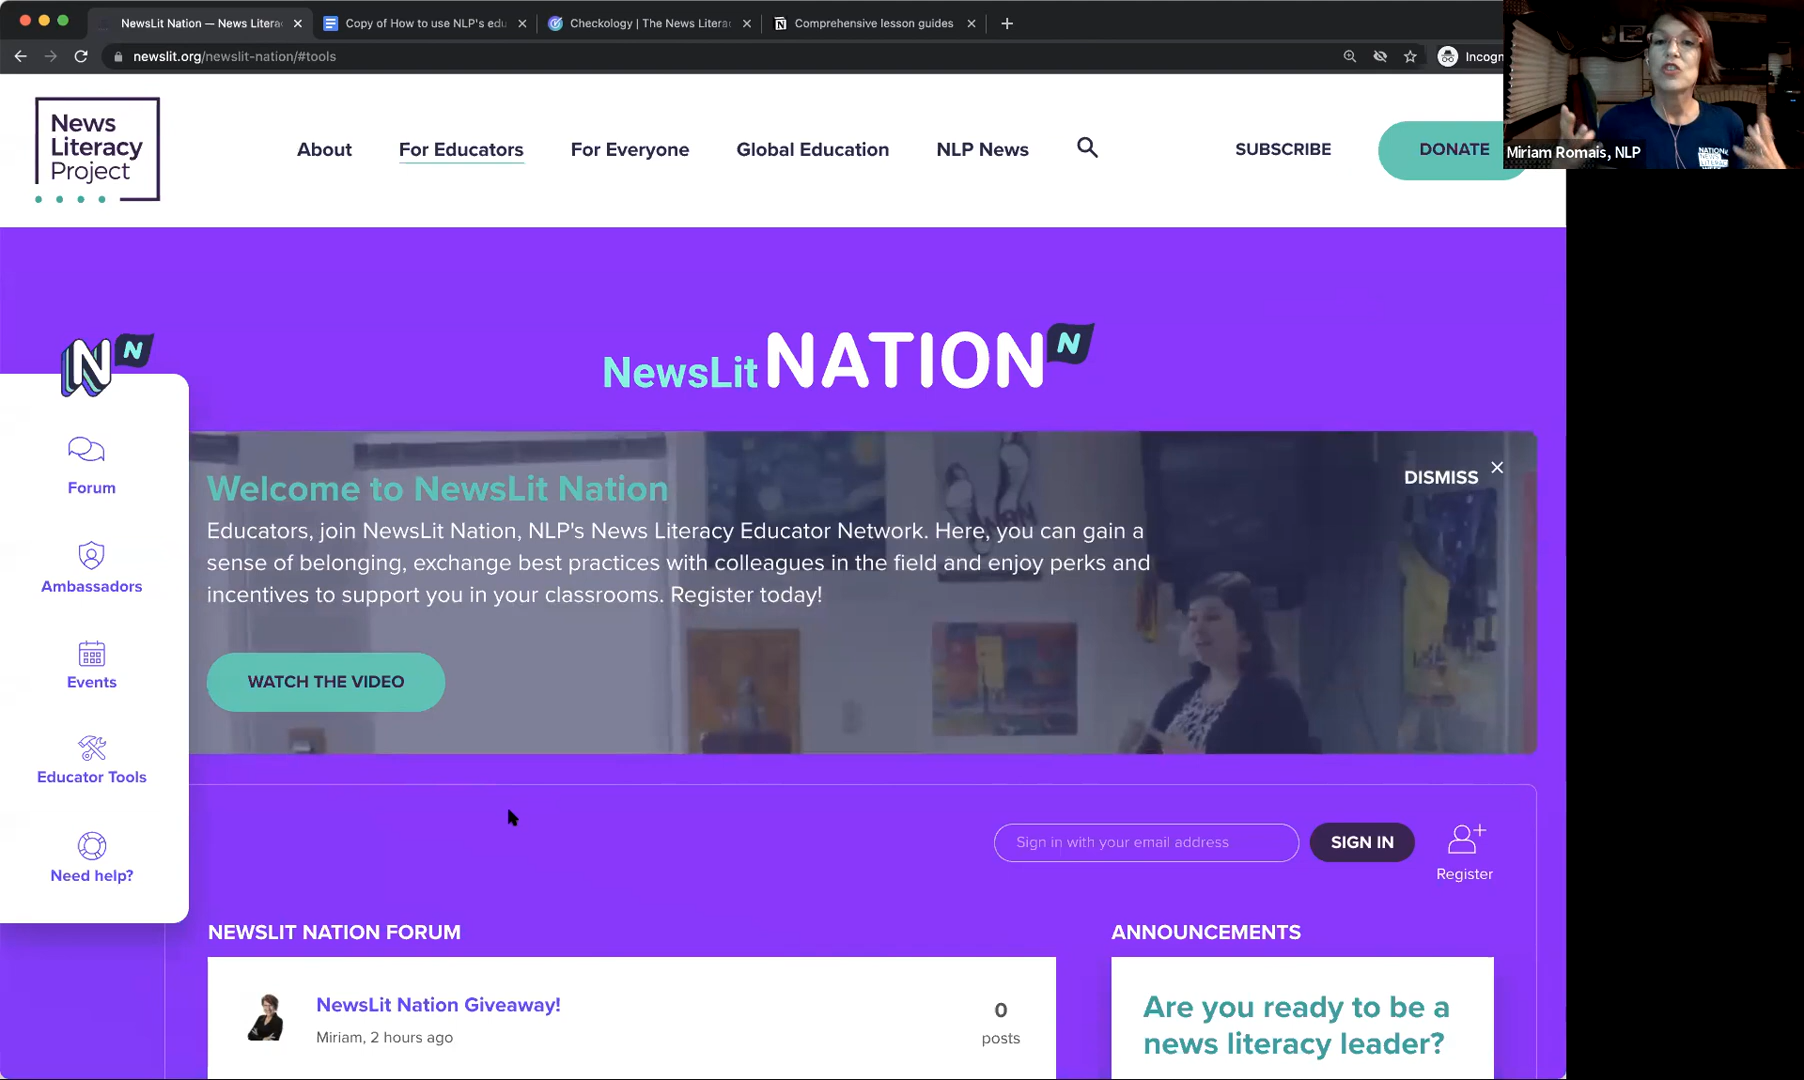 NewsLit Nation — News Litera
Copy of How to use NLP's edu
Checkology | The News Litera
Comprehensive lesson guides
newslit.org/newslit-nation/#tools
Incogn
News
Literacy
Project
About
For Educators
For Everyone
Global Education
NLP News
SUBSCRIBE
DONATE
Miriam Romais, NLP
NewsLit NATION N
N N
Forum
Ambassadors
Events
Educator Tools
Need help?
Welcome to NewsLit Nation
DISMISS
Educators, join NewsLit Nation, NLP's News Literacy Educator Network. Here, you can gain a
sense of belonging, exchange best practices with colleagues in the field and enjoy perks and
incentives to support you in your classrooms. Register today!
WATCH THE VIDEO
Sign in with your email address
SIGN IN
Register
NEWSLIT NATION FORUM
NewsLit Nation Giveaway!
Miriam, 2 hours ago
0
posts
ANNOUNCEMENTS
Are you ready to be a
news literacy leader?